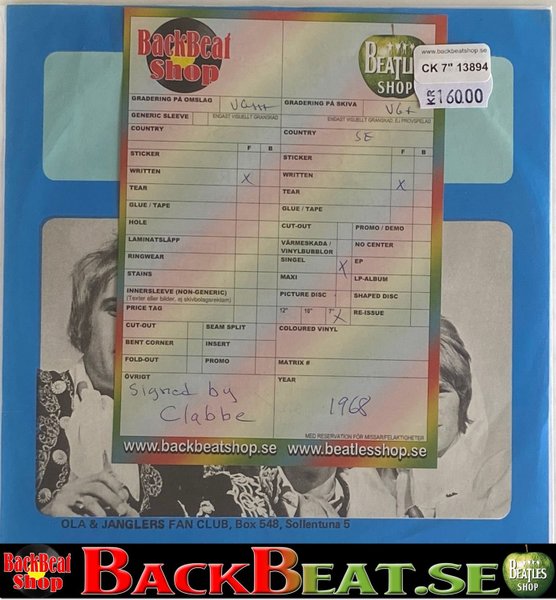 BackBeat
Shop
BEATLES
SHOP
www.backbeatshop.se
CK 7" 13894
KR 160.00
GRADERING PÅ OMSLAG
VG++
GRADERING PÅ SKIVA
VG+
GENERIC SLEEVE
ENDAST VISUELLT GRANSKAD
ENDAST VISUELLT GRANSKAD, EJ PROVSPELAD
COUNTRY
COUNTRY
SE
F B
F B
STICKER
STICKER
WRITTEN
X
WRITTEN
X
TEAR
TEAR
GLUE / TAPE
GLUE / TAPE
HOLE
CUT-OUT
PROMO / DEMO
LAMINATSLÄPP
VÄRMESKADA /
VINYLBUBBLOR
NO CENTER
RINGWEAR
SINGEL
X
EP
STAINS
MAXI
LP-ALBUM
INNERSLEEVE (NON-GENERIC)
(Texter eller bilder, ej skivbolagsreklam)
PICTURE DISC
SHAPED DISC
PRICE TAG
12" 10" 7" X
RE-ISSUE
CUT-OUT
SEAM SPLIT
COLOURED VINYL
BENT CORNER
INSERT
FOLD-OUT
PROMO
MATRIX #
ÖVRIGT
Signed by
Clabbe
YEAR
1968
MED RESERVATION FÖR MISSAR/FELAKTIGHETER
www.backbeatshop.se www.beatlesshop.se
OLA & JANGLERS FAN CLUB, Box 548, Sollentuna 5
BackBeat
Shop
BACKBEAT.SE
BEATLES
SHOP